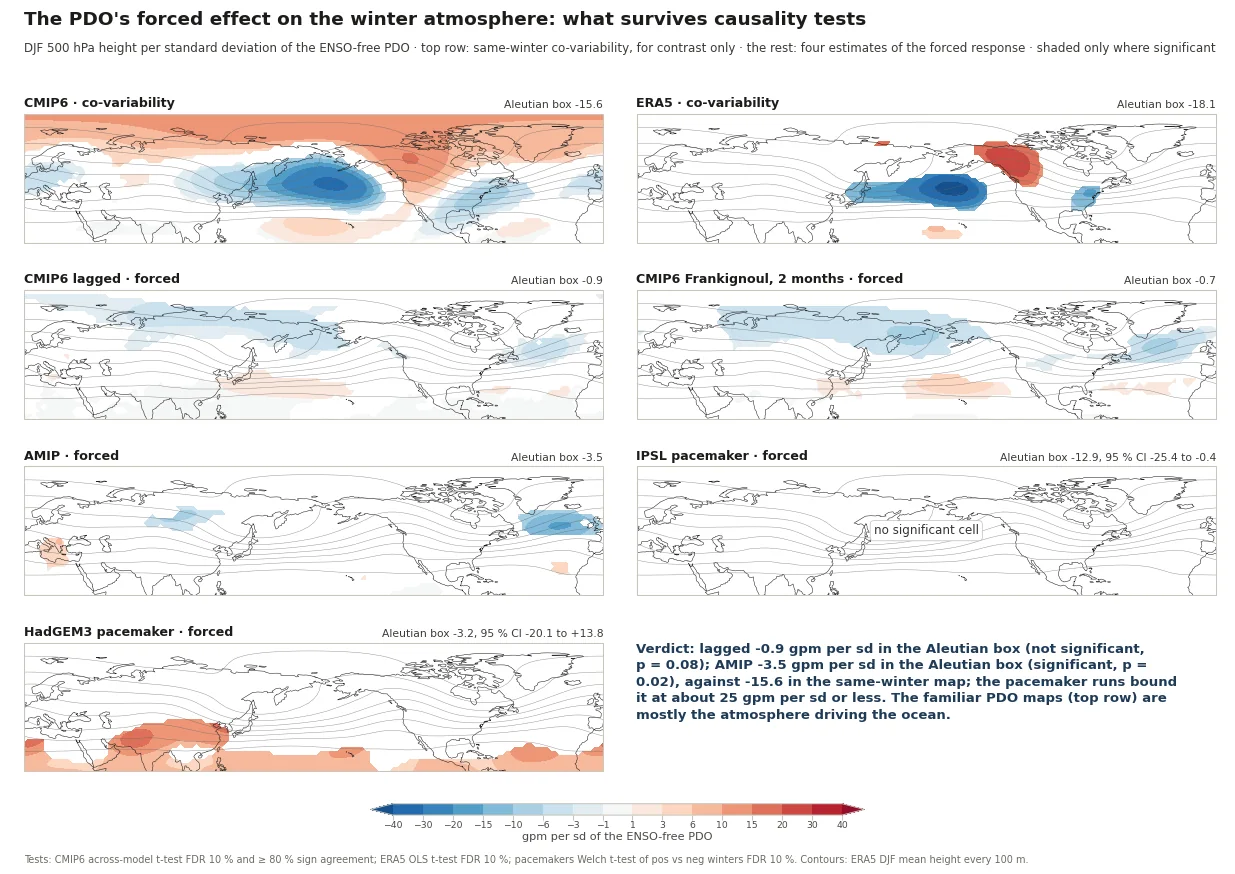 The PDO's forced effect on the winter atmosphere: what survives causality tests
DJF 500 hPa height per standard deviation of the ENSO-free PDO · top row: same-winter co-variability, for contrast only · the rest: four estimates of the forced response · shaded only where significant
CMIP6 · co-variability
Aleutian box -15.6
ERA5 · co-variability
Aleutian box -18.1
CMIP6 lagged · forced
Aleutian box -0.9
CMIP6 Frankignoul, 2 months · forced
Aleutian box -0.7
AMIP · forced
Aleutian box -3.5
IPSL pacemaker · forced
Aleutian box -12.9, 95 % CI -25.4 to -0.4
no significant cell
HadGEM3 pacemaker · forced
Aleutian box -3.2, 95 % CI -20.1 to +13.8
Verdict: lagged -0.9 gpm per sd in the Aleutian box (not significant,
p = 0.08); AMIP -3.5 gpm per sd in the Aleutian box (significant, p =
0.02), against -15.6 in the same-winter map; the pacemaker runs bound
it at about 25 gpm per sd or less. The familiar PDO maps (top row) are
mostly the atmosphere driving the ocean.
−40 −30 −20 −15 −10 −6 −3 −1 1 3 6 10 15 20 30 40
gpm per sd of the ENSO-free PDO
Tests: CMIP6 across-model t-test FDR 10 % and ≥ 80 % sign agreement; ERA5 OLS t-test FDR 10 %; pacemakers Welch t-test of pos vs neg winters FDR 10 %. Contours: ERA5 DJF mean height every 100 m.